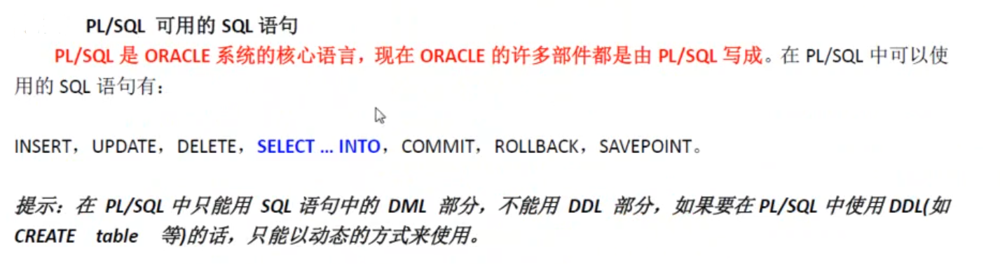 PL/SQL 可用的 SQL 语句
PL/SQL 是 ORACLE 系统的核心语言，现在 ORACLE 的许多部件都是由 PL/SQL 写成。在 PL/SQL 中可以使
用的 SQL 语句有：
INSERT，UPDATE，DELETE，SELECT ... INTO，COMMIT，ROLLBACK，SAVEPOINT。
提示：在 PL/SQL 中只能用 SQL 语句中的 DML 部分，不能用 DDL 部分，如果要在 PL/SQL 中使用 DDL(如
CREATE table 等)的话，只能以动态的方式来使用。